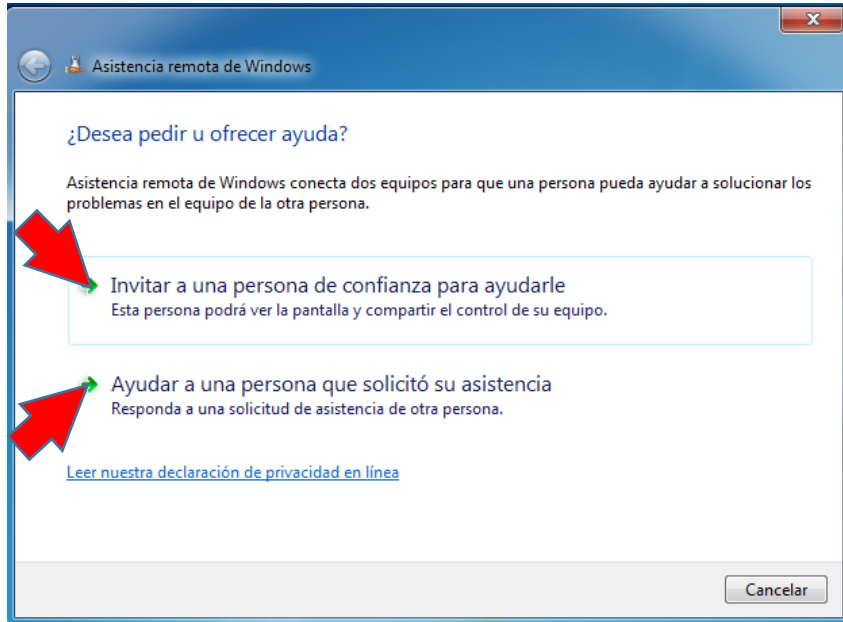 Asistencia remota de Windows
¿Desea pedir u ofrecer ayuda?
Asistencia remota de Windows conecta dos equipos para que una persona pueda ayudar a solucionar los
problemas en el equipo de la otra persona.
Invitar a una persona de confianza para ayudarle
Esta persona podrá ver la pantalla y compartir el control de su equipo.
Ayudar a una persona que solicitó su asistencia
Responda a una solicitud de asistencia de otra persona.
Leer nuestra declaración de privacidad en línea
Cancelar